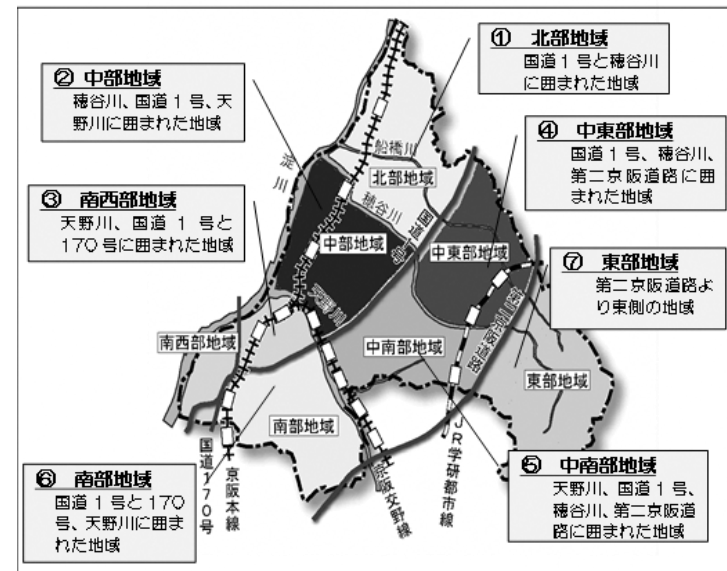 ① 北部地域
国道1号と穂谷川
に囲まれた地域
② 中部地域
穂谷川、国道1号、天
野川に囲まれた地域
④ 中東部地域
国道1号、穂谷川、
第二京阪道路に囲
まれた地域
③ 南西部地域
天野川、国道1号と
170号に囲まれた地域
⑦ 東部地域
第二京阪道路よ
り東側の地域
船橋川
淀川
北部地域
穂谷川
国道1号
中部地域
中東部地域
天野川
第二京阪道路
南西部地域
中南部地域
東部地域
南部地域
国道170号
京阪本線
京阪交野線
JR学研都市線
⑥ 南部地域
国道1号と170
号、天野川に囲ま
れた地域
⑤ 中南部地域
天野川、国道1号、
穂谷川、第二京阪道
路に囲まれた地域